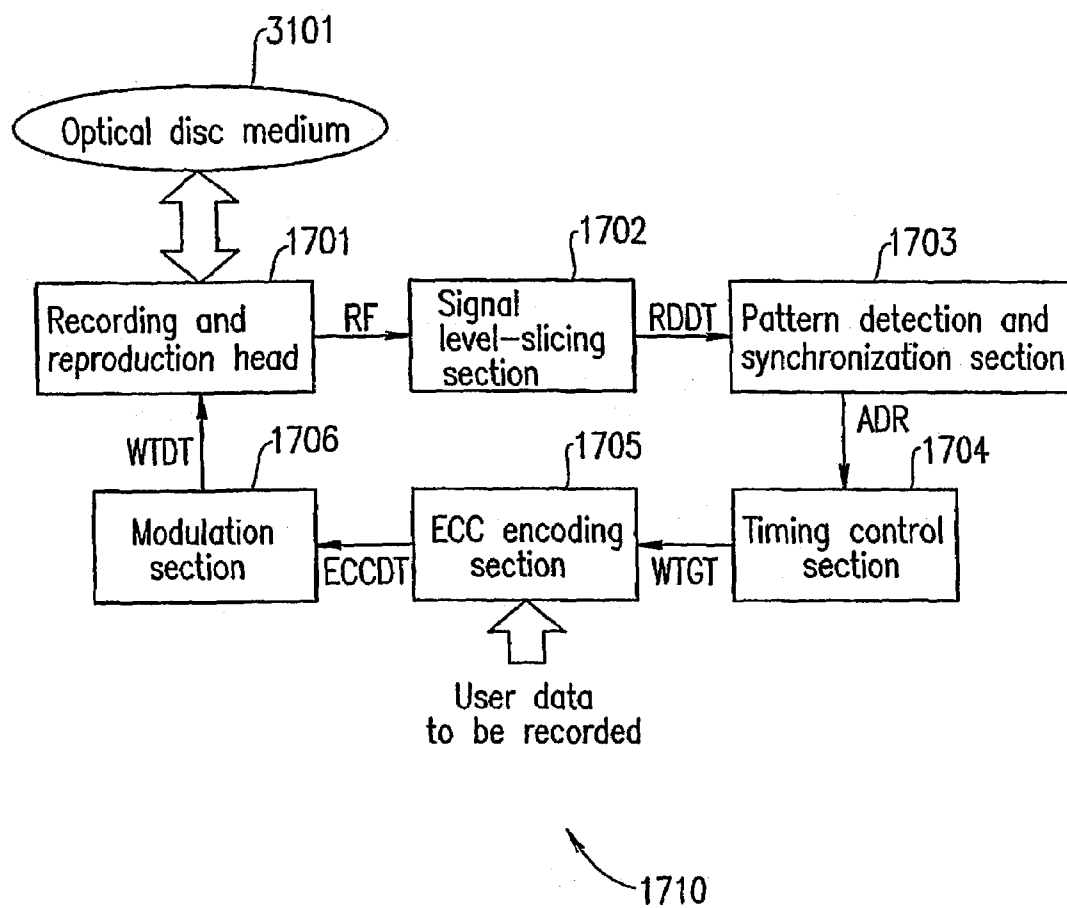 3101
Optical disc medium
1701
1702
1703
Recording and
reproduction head
RF
Signal
level-slicing
section
RDDT
Pattern detection and
synchronization section
WTDT
1706
1705
ADR
1704
Modulation
section
ECCDT
ECC encoding
section
WTGT
Timing control
section
User data
to be recorded
1710